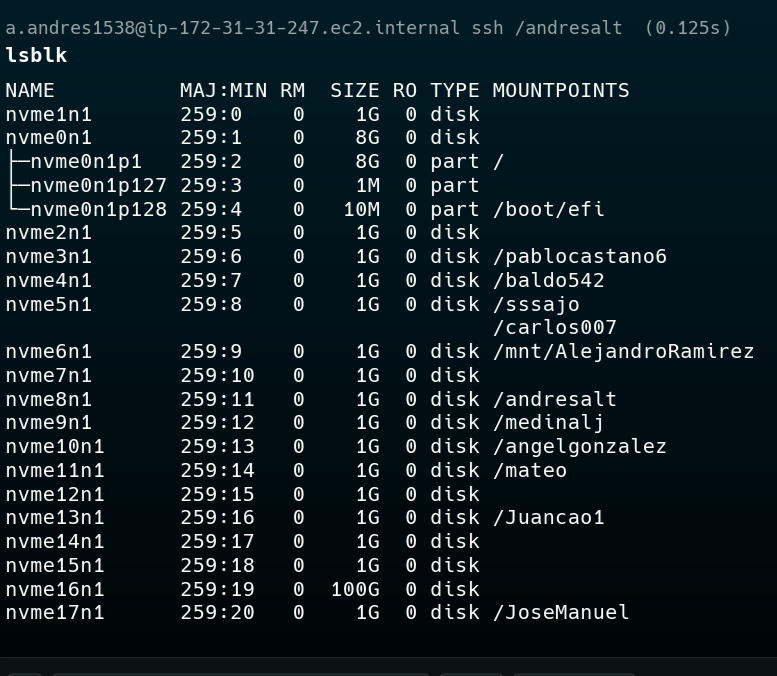 a.andres1538@ip-172-31-31-247.ec2.internal ssh /andresalt (0.125s)
lsblk
NAME MAJ:MIN RM SIZE RO TYPE MOUNTPOINTS
nvme1n1 259:0 0 1G 0 disk
nvme0n1 259:1 0 8G 0 disk
├─nvme0n1p1 259:2 0 8G 0 part /
├─nvme0n1p127 259:3 0 1M 0 part
└─nvme0n1p128 259:4 0 10M 0 part /boot/efi
nvme2n1 259:5 0 1G 0 disk
nvme3n1 259:6 0 1G 0 disk /pablocastano6
nvme4n1 259:7 0 1G 0 disk /baldo542
nvme5n1 259:8 0 1G 0 disk /sssajo
/carlos007
nvme6n1 259:9 0 1G 0 disk /mnt/AlejandroRamirez
nvme7n1 259:10 0 1G 0 disk
nvme8n1 259:11 0 1G 0 disk /andresalt
nvme9n1 259:12 0 1G 0 disk /medinalj
nvme10n1 259:13 0 1G 0 disk /angelgonzalez
nvme11n1 259:14 0 1G 0 disk /mateo
nvme12n1 259:15 0 1G 0 disk
nvme13n1 259:16 0 1G 0 disk /Juancao1
nvme14n1 259:17 0 1G 0 disk
nvme15n1 259:18 0 1G 0 disk
nvme16n1 259:19 0 100G 0 disk
nvme17n1 259:20 0 1G 0 disk /JoseManuel